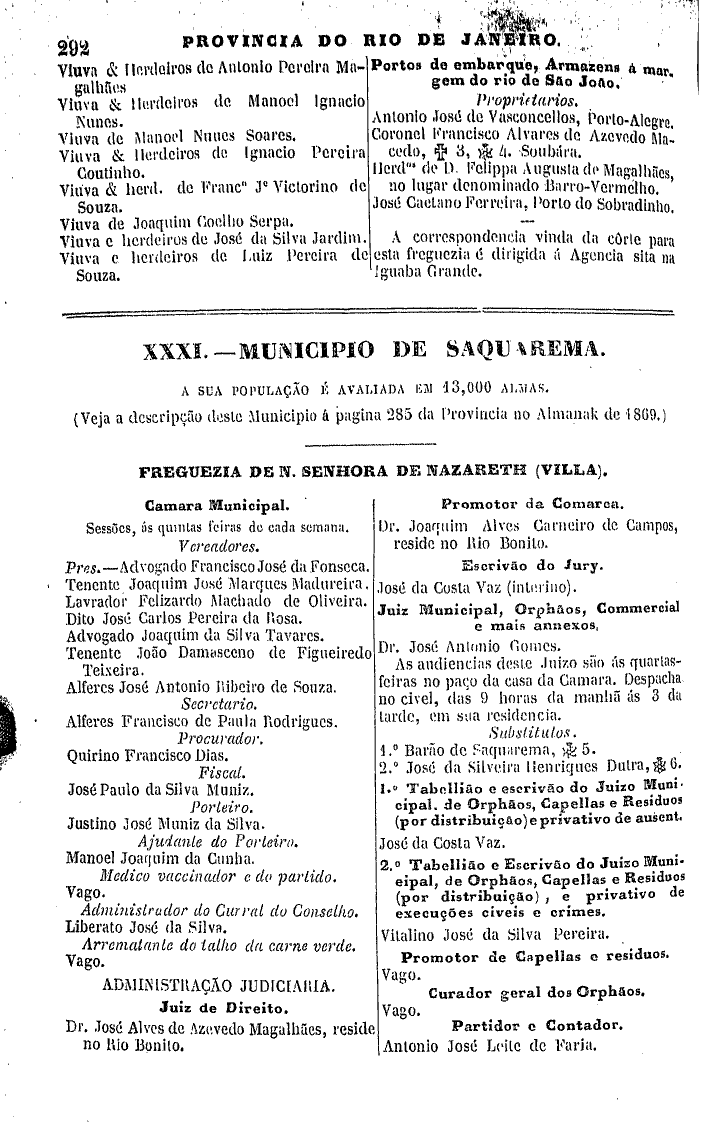 292 PROVINCIA DO RIO DE JANEIRO.
Viuva & Herdeiros de Antonio Pereira Ma-
galhães
Viuva & Herdeiros de Manoel Ignacio
Nunes.
Viuva de Manoel Nunes Soares.
Viuva & Herdeiros de Ignacio Pereira
Coutinho.
Viuva & herd. de Franc.º J.e Victorino de
Souza.
Viuva de Joaquim Coelho Serpa.
Viuva e herdeiros de José da Silva Jardim.
Viuva e herdeiros de Luiz Pereira de
Souza.
Portos de embarque, Armazens á mar-
gem do rio de São João.
Proprietarios.
Antonio José de Vasconcellos, Porto-Alegre.
Coronel Francisco Alvares de Azevedo Ma-
cedo, 3, 4. Soubára.
Herd.ros de D. Felippa Augusta de Magalhães,
no lugar denominado Barro-Vermelho.
José Caetano Ferreira, Porto do Sobradinho.
A correspondencia vinda da côrte para
esta freguezia é dirigida á Agencia sita na
Iguaba Grande.
XXXI.—MUNICIPIO DE SAQUAREMA.
A SUA POPULAÇÃO É AVALIADA EM 13,000 ALMAS.
(Veja a descripção deste Municipio á pagina 285 da Provincia no Almanak de 1869.)
FREGUEZIA DE N. SENHORA DE NAZARETH (VILLA).
Camara Municipal.
Sessões, ás quintas feiras de cada semana.
Vereadores.
Pres.—Advogado Francisco José da Fonseca.
Tenente Joaquim José Marques Madureira.
Lavrador Felizardo Machado de Oliveira.
Dito José Carlos Pereira da Rosa.
Advogado Joaquim da Silva Tavares.
Tenente João Damasceno de Figueiredo
Teixeira.
Alferes José Antonio Ribeiro de Souza.
Secretario.
Alferes Francisco de Paula Rodrigues.
Procurador.
Quirino Francisco Dias.
Fiscal.
José Paulo da Silva Muniz.
Porteiro.
Justino José Muniz da Silva.
Ajudante do Porteiro.
Manoel Joaquim da Cunha.
Medico vaccinador e do partido.
Vago.
Administrador do Curral do Conselho.
Liberato José da Silva.
Arrematante do talho da carne verde.
Vago.
ADMINISTRAÇÃO JUDICIARIA.
Juiz de Direito.
Dr. José Alves de Azevedo Magalhães, reside
no Rio Bonito.
Promotor da Comarca.
Dr. Joaquim Alves Carneiro de Campos,
reside no Rio Bonito.
Escrivão do Jury.
José da Costa Vaz (interino).
Juiz Municipal, Orphãos, Commercial
e mais annexos.
Dr. José Antonio Gomes.
As audiencias deste Juizo são ás quartas-
feiras no paço da casa da Camara. Despacha
no civel, das 9 horas da manhã ás 3 da
tarde, em sua residencia.
Substitutos.
1.º Barão de Saquarema, 5.
2.º José da Silveira Henriques Dutra, 6.
1.º Tabellião e escrivão do Juizo Muni-
cipal, de Orphãos, Capellas e Residuos
(por distribuição) e privativo de ausent.
José da Costa Vaz.
2.º Tabellião e Escrivão do Juizo Muni-
cipal, de Orphãos, Capellas e Residuos
(por distribuição), e privativo de
execuções civeis e crimes.
Vitalino José da Silva Pereira.
Promotor de Capellas e residuos.
Vago.
Curador geral dos Orphãos.
Vago.
Partidor e Contador.
Antonio José Leite de Faria.